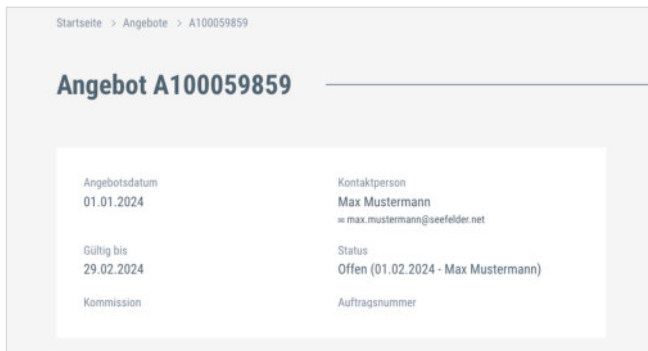 Startseite > Angebote > A100059859
Angebot A100059859
Angebotsdatum
01.01.2024
Kontaktperson
Max Mustermann
✉ max.mustermann@seefelder.net
Gültig bis
29.02.2024
Status
Offen (01.02.2024 - Max Mustermann)
Kommission
Auftragsnummer